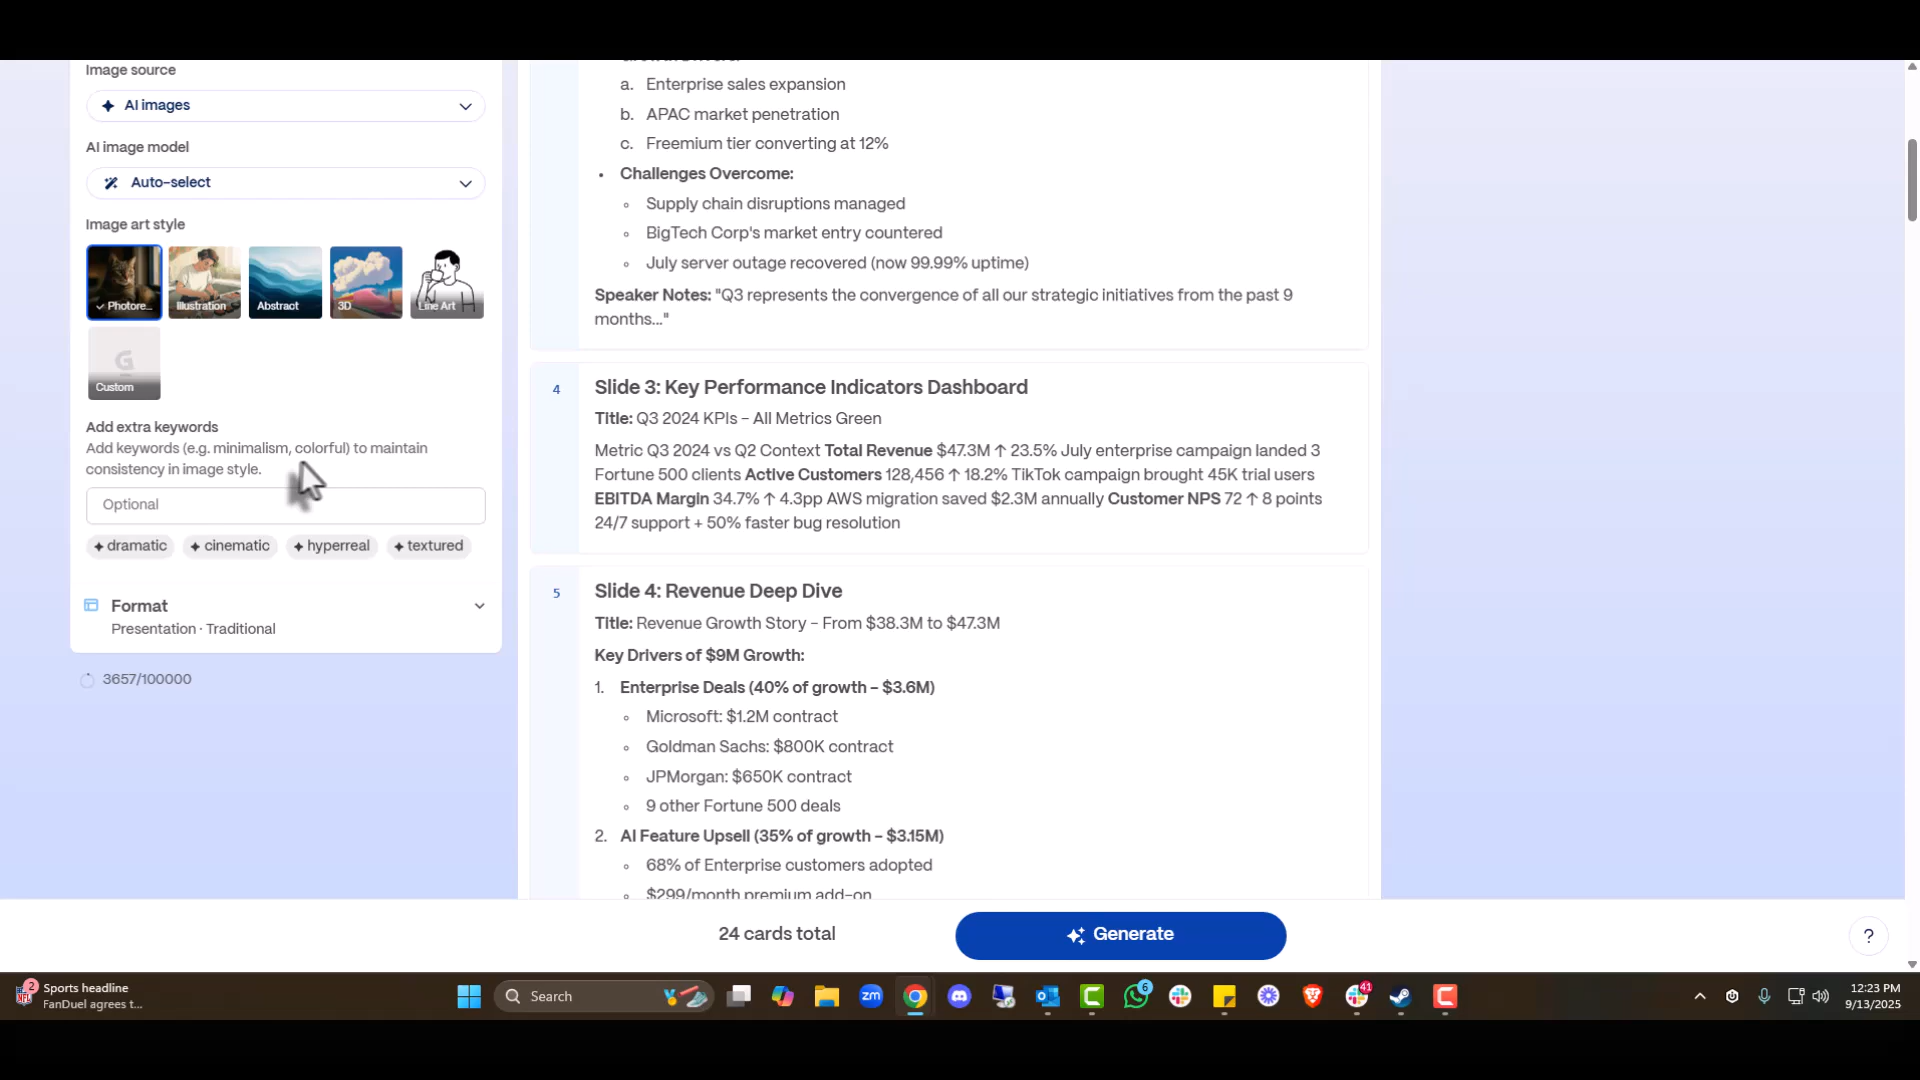 Image source
AI images
AI image model
Auto-select
Image art style
Photore...
Illustration
Abstract
3D
Line Art
Custom
Add extra keywords
Add keywords (e.g. minimalism, colorful) to maintain
consistency in image style.
Optional
dramatic
cinematic
hyperreal
textured
Format
Presentation · Traditional
3657/100000
a. Enterprise sales expansion
b. APAC market penetration
c. Freemium tier converting at 12%
• Challenges Overcome:
◦ Supply chain disruptions managed
◦ BigTech Corp's market entry countered
◦ July server outage recovered (now 99.99% uptime)
Speaker Notes: "Q3 represents the convergence of all our strategic initiatives from the past 9
months..."
4
Slide 3: Key Performance Indicators Dashboard
Title: Q3 2024 KPIs – All Metrics Green
Metric Q3 2024 vs Q2 Context Total Revenue $47.3M ↑ 23.5% July enterprise campaign landed 3
Fortune 500 clients Active Customers 128,456 ↑ 18.2% TikTok campaign brought 45K trial users
EBITDA Margin 34.7% ↑ 4.3pp AWS migration saved $2.3M annually Customer NPS 72 ↑ 8 points
24/7 support + 50% faster bug resolution
5
Slide 4: Revenue Deep Dive
Title: Revenue Growth Story – From $38.3M to $47.3M
Key Drivers of $9M Growth:
1. Enterprise Deals (40% of growth – $3.6M)
◦ Microsoft: $1.2M contract
◦ Goldman Sachs: $800K contract
◦ JPMorgan: $650K contract
◦ 9 other Fortune 500 deals
2. AI Feature Upsell (35% of growth – $3.15M)
◦ 68% of Enterprise customers adopted
◦ $299/month premium add-on
24 cards total
Generate
?
2
Sports headline
FanDuel agrees t...
Search
zm
6
41
12:23 PM
9/13/2025